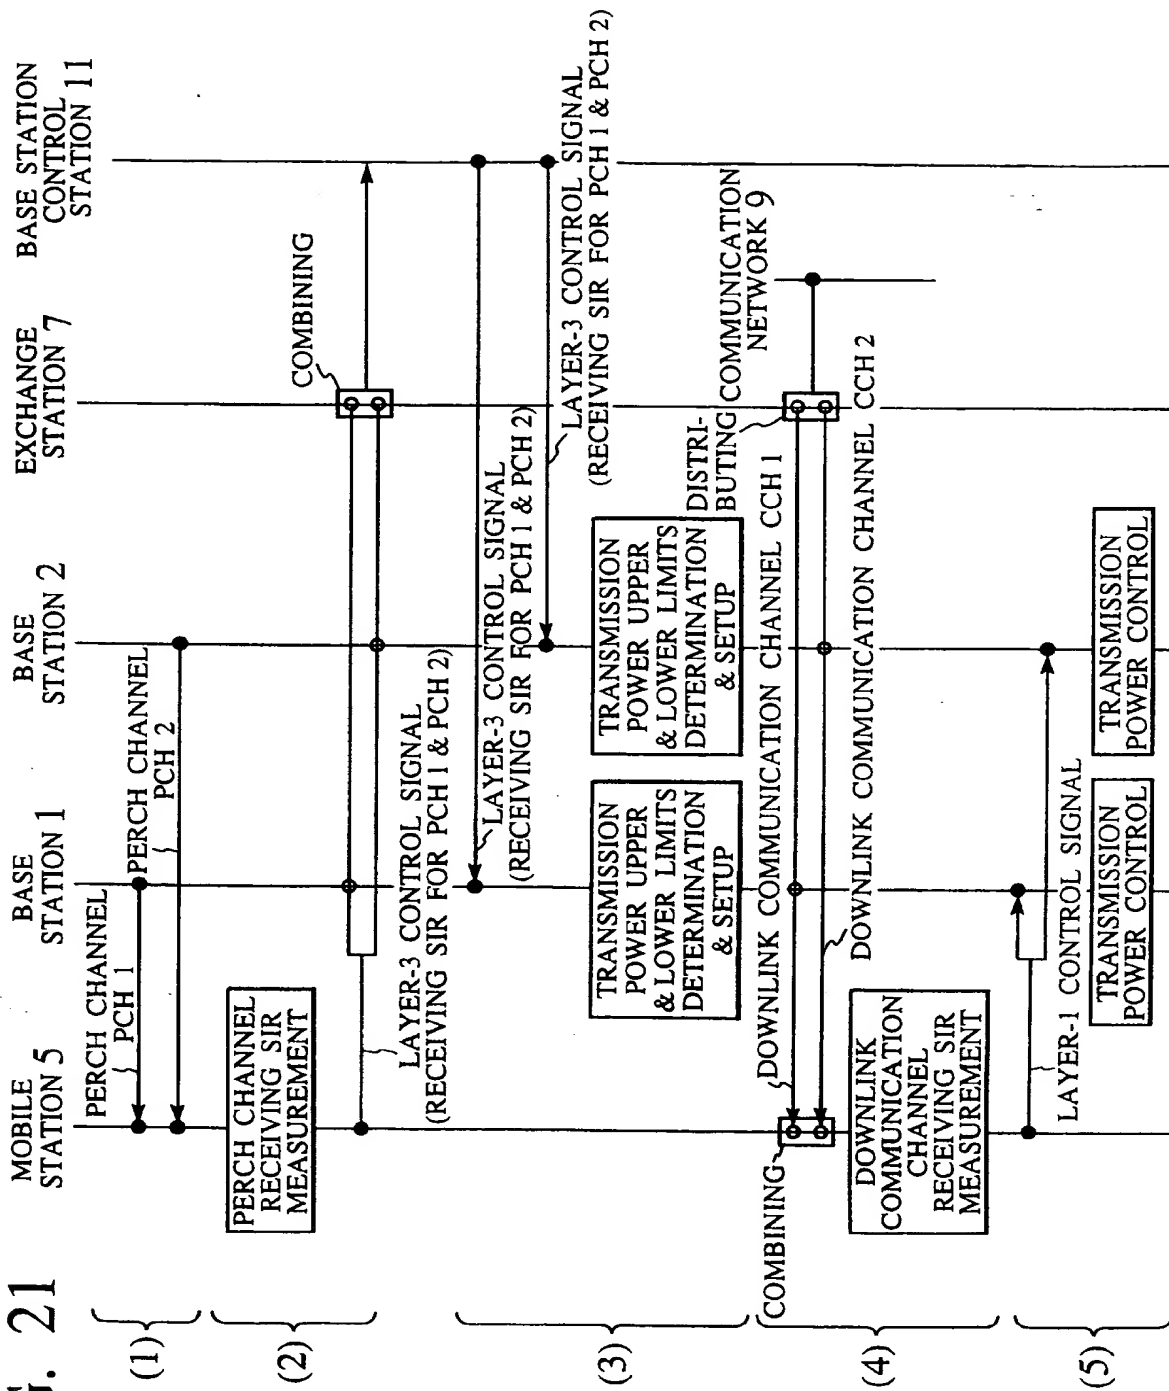 G. 21
MOBILE
STATION 5
BASE
STATION 1
BASE
STATION 2
EXCHANGE
STATION 7
BASE STATION
CONTROL
STATION 11
(1)
PERCH CHANNEL
PCH 1
PERCH CHANNEL
PCH 2
(2)
PERCH CHANNEL
RECEIVING SIR
MEASUREMENT
COMBINING
LAYER-3 CONTROL SIGNAL
(RECEIVING SIR FOR PCH 1 & PCH 2)
(3)
LAYER-3 CONTROL SIGNAL
(RECEIVING SIR FOR PCH 1 & PCH 2)
LAYER-3 CONTROL SIGNAL
(RECEIVING SIR FOR PCH 1 & PCH 2)
TRANSMISSION
POWER UPPER
& LOWER LIMITS
DETERMINATION
& SETUP
TRANSMISSION
POWER UPPER
& LOWER LIMITS
DETERMINATION
& SETUP
(4)
COMBINING
DISTRI-
BUTING
COMMUNICATION
NETWORK 9
DOWNLINK COMMUNICATION CHANNEL CCH 1
DOWNLINK COMMUNICATION CHANNEL CCH 2
DOWNLINK
COMMUNICATION
CHANNEL
RECEIVING SIR
MEASUREMENT
(5)
LAYER-1 CONTROL SIGNAL
TRANSMISSION
POWER CONTROL
TRANSMISSION
POWER CONTROL